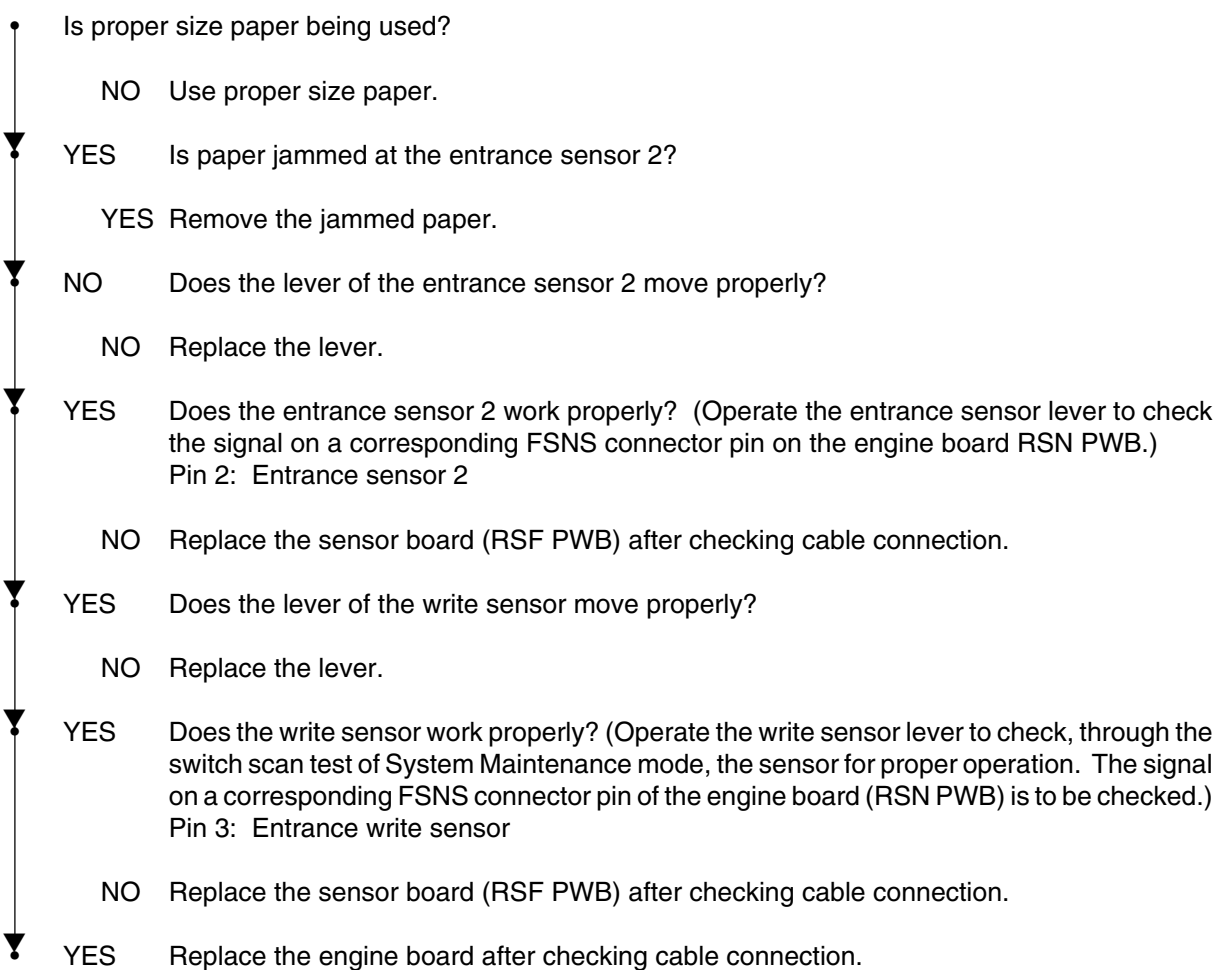 Is proper size paper being used?
NO Use proper size paper.
YES Is paper jammed at the entrance sensor 2?
YES Remove the jammed paper.
NO Does the lever of the entrance sensor 2 move properly?
NO Replace the lever.
YES Does the entrance sensor 2 work properly? (Operate the entrance sensor lever to check
the signal on a corresponding FSNS connector pin on the engine board RSN PWB.)
Pin 2: Entrance sensor 2
NO Replace the sensor board (RSF PWB) after checking cable connection.
YES Does the lever of the write sensor move properly?
NO Replace the lever.
YES Does the write sensor work properly? (Operate the write sensor lever to check, through the
switch scan test of System Maintenance mode, the sensor for proper operation. The signal
on a corresponding FSNS connector pin of the engine board (RSN PWB) is to be checked.)
Pin 3: Entrance write sensor
NO Replace the sensor board (RSF PWB) after checking cable connection.
YES Replace the engine board after checking cable connection.